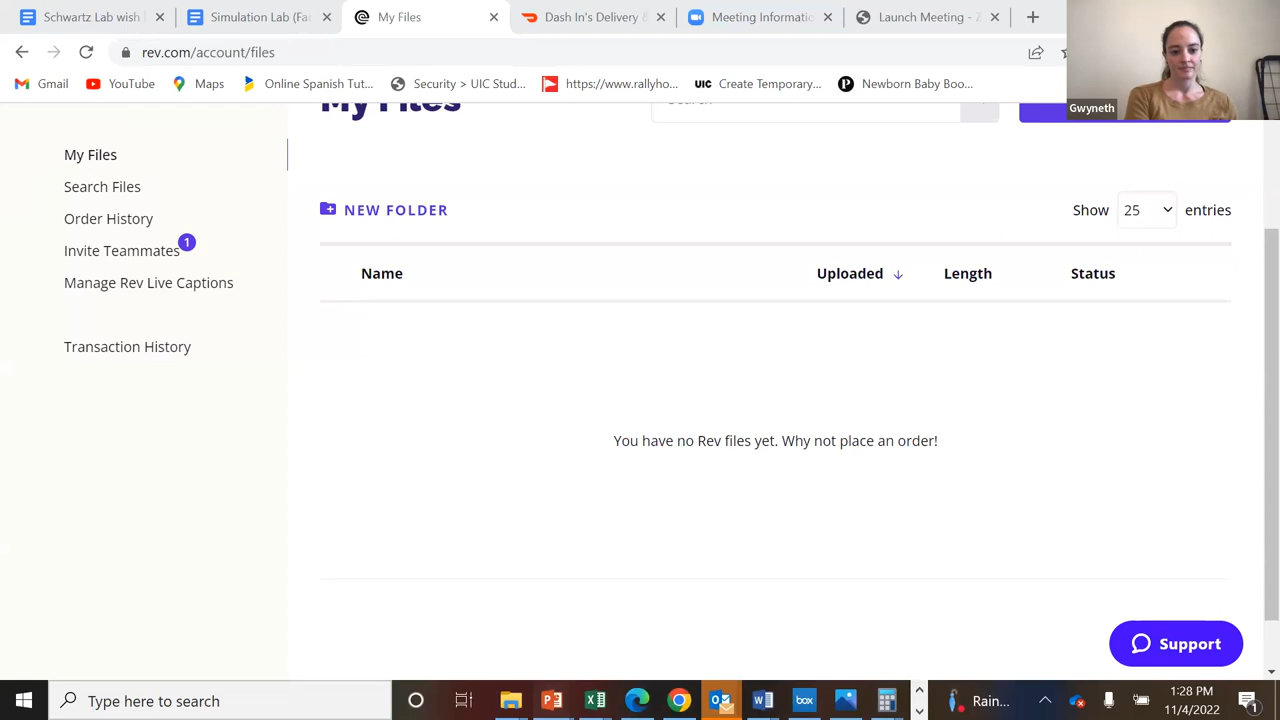 Schwartz Lab wish
Simulation Lab (Fac
My Files
Dash In's Delivery &
Meeting Informati
Launch Meeting - Z
rev.com/account/files
Gmail
YouTube
Maps
Online Spanish Tut...
Security > UIC Stud...
https://www.rallyho...
UIC
Create Temporary...
Newborn Baby Boo...
Gwyneth
My Files
Search
My Files
Search Files
Order History
Invite Teammates 1
Manage Rev Live Captions
Transaction History
NEW FOLDER
Show 25 entries
Name Uploaded Length Status
You have no Rev files yet. Why not place an order!
Support
Type here to search
box
Rain...
1:28 PM
11/4/2022
1